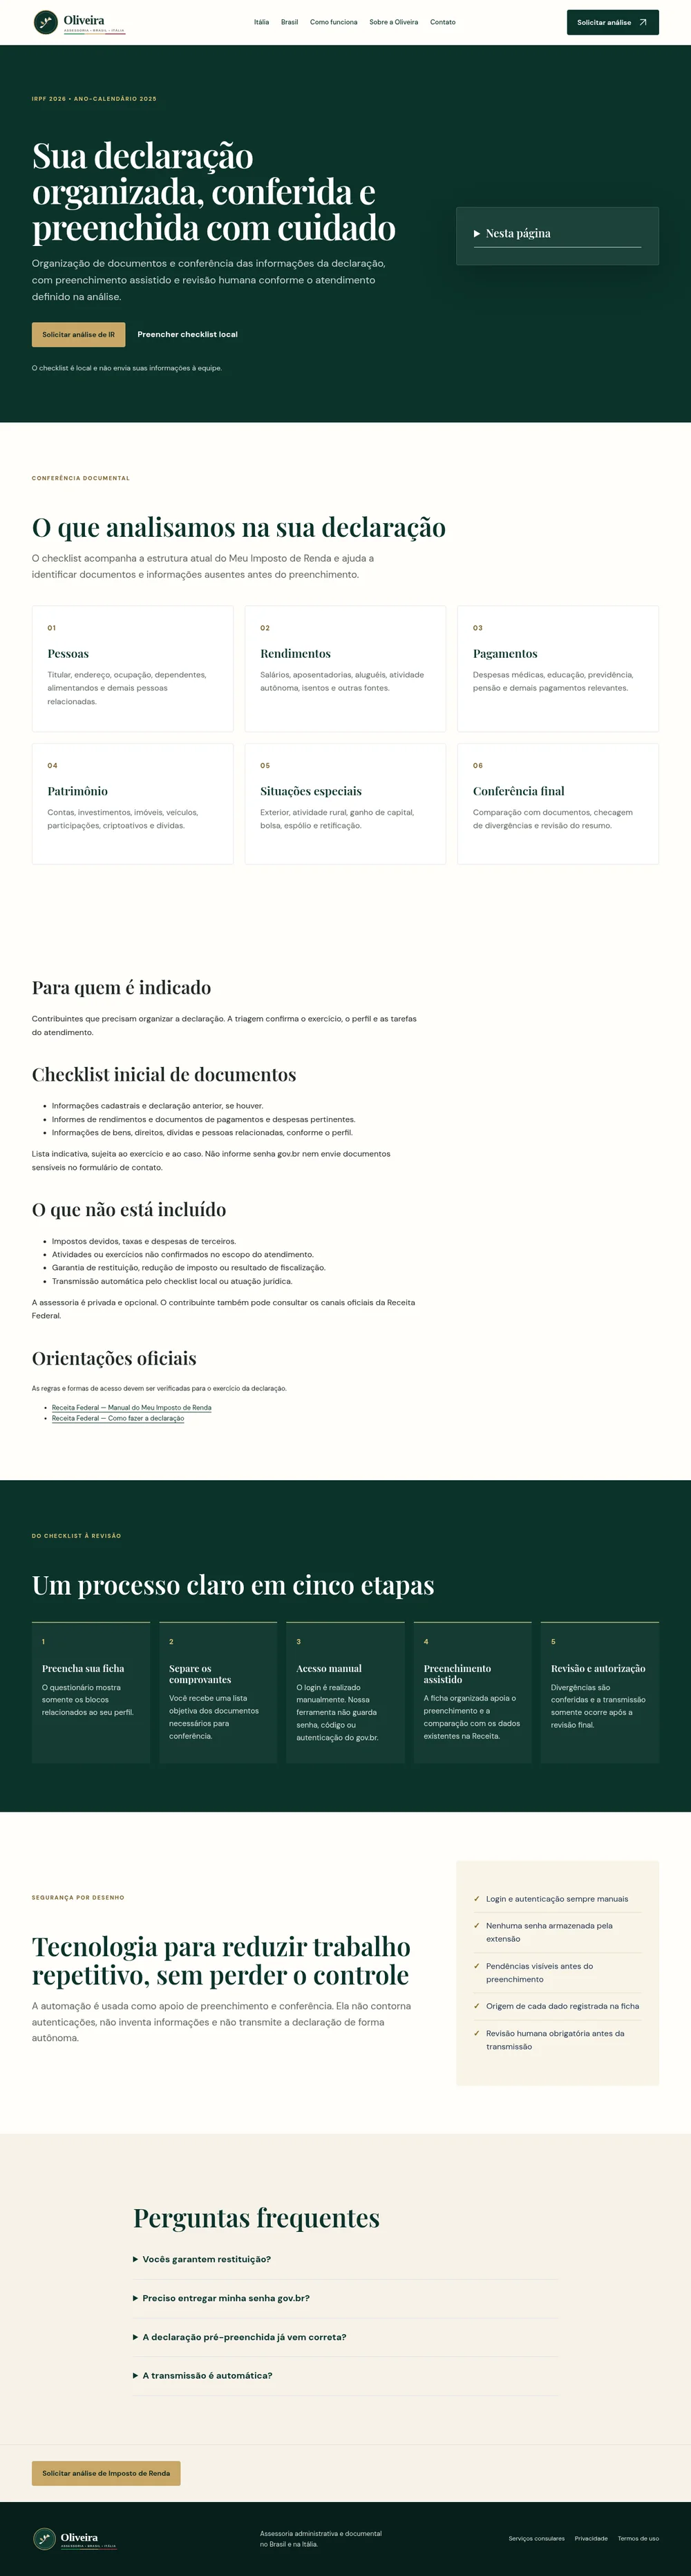 Oliveira
ASSESSORIA • BRASIL • ITÁLIA
Itália
Brasil
Como funciona
Sobre a Oliveira
Contato
Solicitar análise
IRPF 2026 • ANO-CALENDÁRIO 2025
Sua declaração
organizada, conferida e
preenchida com cuidado
Organização de documentos e conferência das informações da declaração,
com preenchimento assistido e revisão humana conforme o atendimento
definido na análise.
Solicitar análise de IR
Preencher checklist local
O checklist é local e não envia suas informações à equipe.
Nesta página
CONFERÊNCIA DOCUMENTAL
O que analisamos na sua declaração
O checklist acompanha a estrutura atual do Meu Imposto de Renda e ajuda a
identificar documentos e informações ausentes antes do preenchimento.
01
Pessoas
Titular, endereço, ocupação, dependentes,
alimentandos e demais pessoas
relacionadas.
02
Rendimentos
Salários, aposentadorias, aluguéis, atividade
autônoma, isentos e outras fontes.
03
Pagamentos
Despesas médicas, educação, previdência,
pensão e demais pagamentos relevantes.
04
Patrimônio
Contas, investimentos, imóveis, veículos,
participações, criptoativos e dívidas.
05
Situações especiais
Exterior, atividade rural, ganho de capital,
bolsa, espólio e retificação.
06
Conferência final
Comparação com documentos, checagem
de divergências e revisão do resumo.
Para quem é indicado
Contribuintes que precisam organizar a declaração. A triagem confirma o exercício, o perfil e as tarefas
do atendimento.
Checklist inicial de documentos
• Informações cadastrais e declaração anterior, se houver.
• Informes de rendimentos e documentos de pagamentos e despesas pertinentes.
• Informações de bens, direitos, dívidas e pessoas relacionadas, conforme o perfil.
Lista indicativa, sujeita ao exercício e ao caso. Não informe senha gov.br nem envie documentos
sensíveis no formulário de contato.
O que não está incluído
• Impostos devidos, taxas e despesas de terceiros.
• Atividades ou exercícios não confirmados no escopo do atendimento.
• Garantia de restituição, redução de imposto ou resultado de fiscalização.
• Transmissão automática pelo checklist local ou atuação jurídica.
A assessoria é privada e opcional. O contribuinte também pode consultar os canais oficiais da Receita
Federal.
Orientações oficiais
As regras e formas de acesso devem ser verificadas para o exercício da declaração.
• Receita Federal — Manual do Meu Imposto de Renda
• Receita Federal — Como fazer a declaração
DO CHECKLIST À REVISÃO
Um processo claro em cinco etapas
1
Preencha sua ficha
O questionário mostra
somente os blocos
relacionados ao seu perfil.
2
Separe os
comprovantes
Você recebe uma lista
objetiva dos documentos
necessários para
conferência.
3
Acesso manual
O login é realizado
manualmente. Nossa
ferramenta não guarda
senha, código ou
autenticação do gov.br.
4
Preenchimento
assistido
A ficha organizada apoia o
preenchimento e a
comparação com os dados
existentes na Receita.
5
Revisão e autorização
Divergências são
conferidas e a transmissão
somente ocorre após a
revisão final.
SEGURANÇA POR DESENHO
Tecnologia para reduzir trabalho
repetitivo, sem perder o controle
A automação é usada como apoio de preenchimento e conferência. Ela não contorna
autenticações, não inventa informações e não transmite a declaração de forma
autônoma.
✓ Login e autenticação sempre manuais
✓ Nenhuma senha armazenada pela
extensão
✓ Pendências visíveis antes do
preenchimento
✓ Origem de cada dado registrada na ficha
✓ Revisão humana obrigatória antes da
transmissão
Perguntas frequentes
Vocês garantem restituição?
Preciso entregar minha senha gov.br?
A declaração pré-preenchida já vem correta?
A transmissão é automática?
Solicitar análise de Imposto de Renda
Oliveira
ASSESSORIA • BRASIL • ITÁLIA
Assessoria administrativa e documental
no Brasil e na Itália.
Serviços consulares
Privacidade
Termos de uso